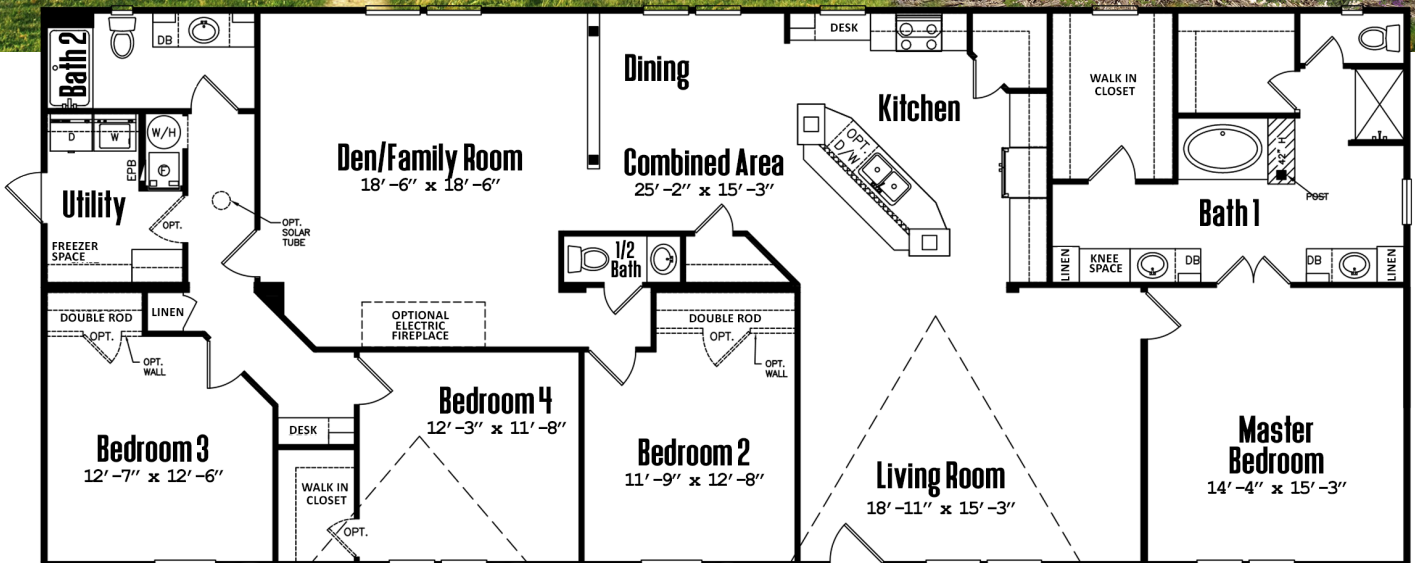 Bath 2
DB
D
W
W/H
EPB
F
Utility
FREEZER
SPACE
OPT.
OPT.
SOLAR
TUBE
Den/Family Room
18'-6" x 18'-6"
OPTIONAL
ELECTRIC
FIREPLACE
Dining
Combined Area
25'-2" x 15'-3"
DESK
Kitchen
OPT.
D/W
1/2
Bath
WALK IN
CLOSET
42" H
POST
Bath 1
LINEN
KNEE
SPACE
DB
DB
LINEN
DOUBLE ROD
OPT.
OPT.
WALL
LINEN
Bedroom 3
12'-7" x 12'-6"
DESK
WALK IN
CLOSET
OPT.
Bedroom 4
12'-3" x 11'-8"
DOUBLE ROD
OPT.
OPT.
WALL
Bedroom 2
11'-9" x 12'-8"
Living Room
18'-11" x 15'-3"
Master
Bedroom
14'-4" x 15'-3"